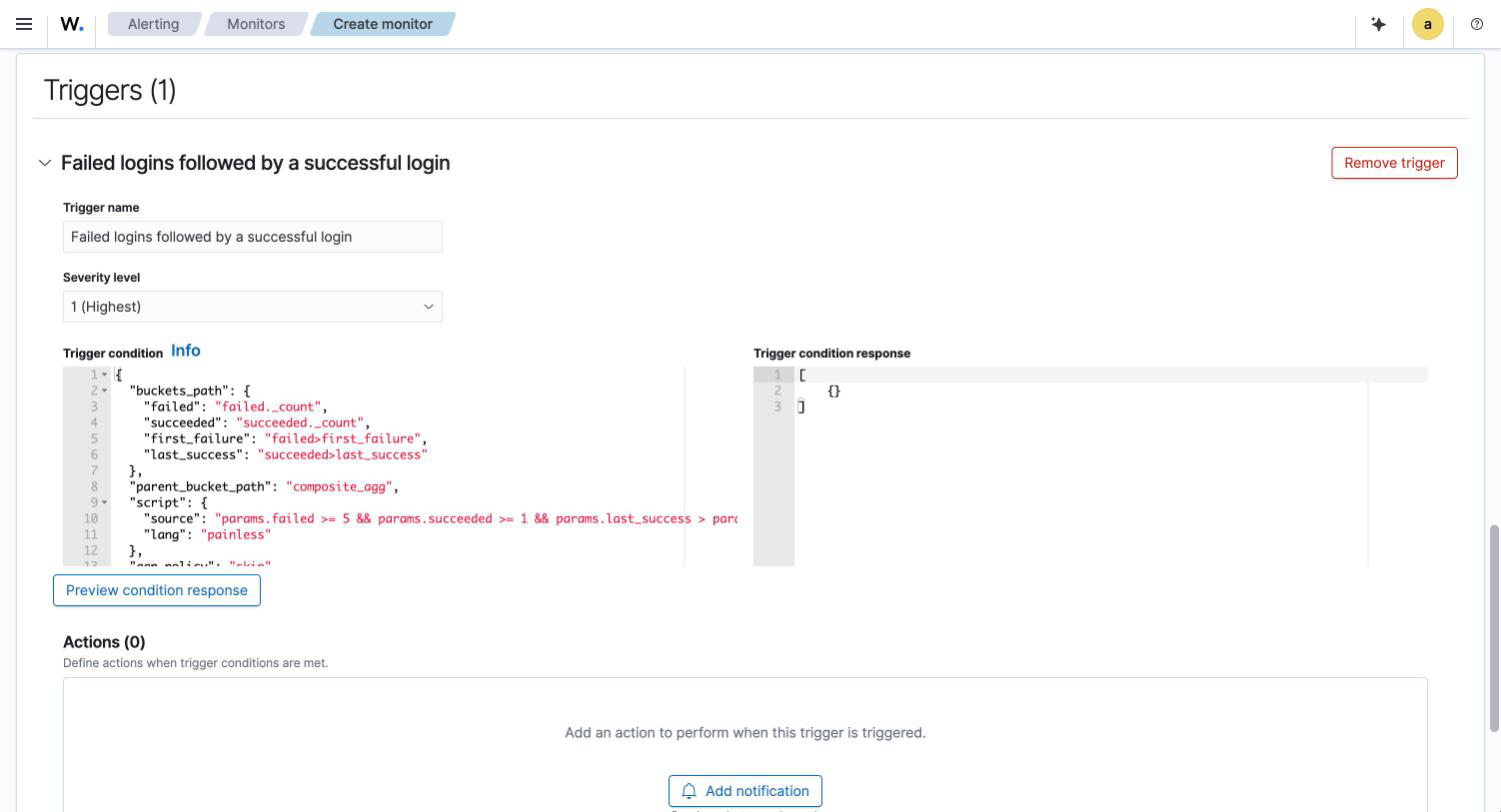 W.
Alerting
Monitors
Create monitor
a
Triggers (1)
Failed logins followed by a successful login
Remove trigger
Trigger name
Failed logins followed by a successful login
Severity level
1 (Highest)
Trigger condition Info
1 {
2 "buckets_path": {
3 "failed": "failed._count",
4 "succeeded": "succeeded._count",
5 "first_failure": "failed>first_failure",
6 "last_success": "succeeded>last_success"
7 },
8 "parent_bucket_path": "composite_agg",
9 "script": {
10 "source": "params.failed >= 5 && params.succeeded >= 1 && params.last_success >
11 "lang": "painless"
12 },
13 "gap_policy": "skip"
Trigger condition response
1 [
2 {}
3 ]
Preview condition response
Actions (0)
Define actions when trigger conditions are met.
Add an action to perform when this trigger is triggered.
Add notification